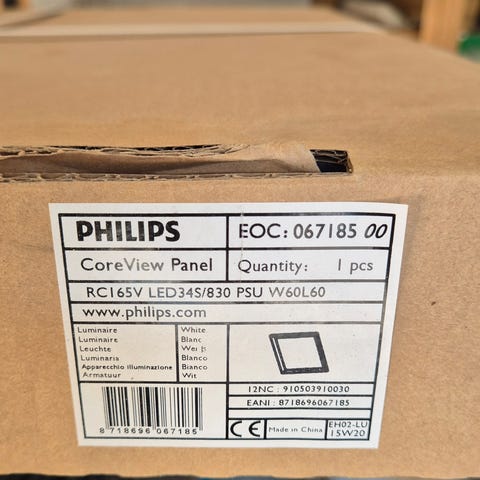 PHILIPS
EOC: 067185 00
CoreView Panel
Quantity: 1 pcs
RC165V LED34S/830 PSU W60L60
www.philips.com
Luminaire White
Luminaire Blanc
Leuchte Weiß
Luminaria Blanco
Apparecchio illuminazione Bianco
Armatuur Wit
12NC : 910503910030
EANI : 8718696067185
8 718696 067185
CE
Made in China
EH02-LU
15W20